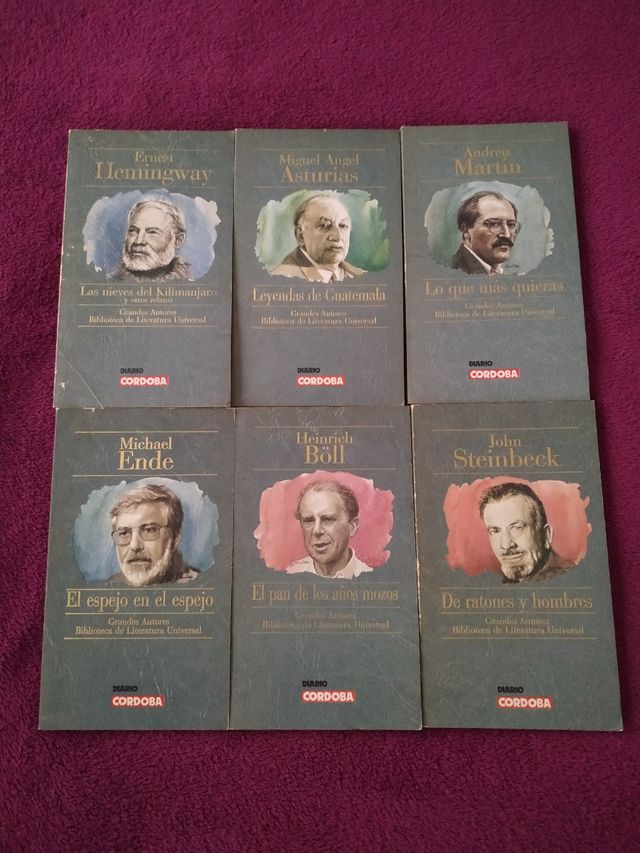 Ernest
Hemingway
Las nieves del Kilimanjaro
y otros relatos
Grandes Autores
Biblioteca de Literatura Universal
DIARIO
CORDOBA
Miguel Angel
Asturias
Leyendas de Guatemala
Grandes Autores
Biblioteca de Literatura Universal
DIARIO
CORDOBA
Andreu
Martín
Lo que más quieras
Grandes Autores
Biblioteca de Literatura Universal
DIARIO
CORDOBA
Michael
Ende
El espejo en el espejo
Grandes Autores
Biblioteca de Literatura Universal
DIARIO
CORDOBA
Heinrich
Böll
El pan de los años mozos
Grandes Autores
Biblioteca de Literatura Universal
DIARIO
CORDOBA
John
Steinbeck
De ratones y hombres
Grandes Autores
Biblioteca de Literatura Universal
DIARIO
CORDOBA